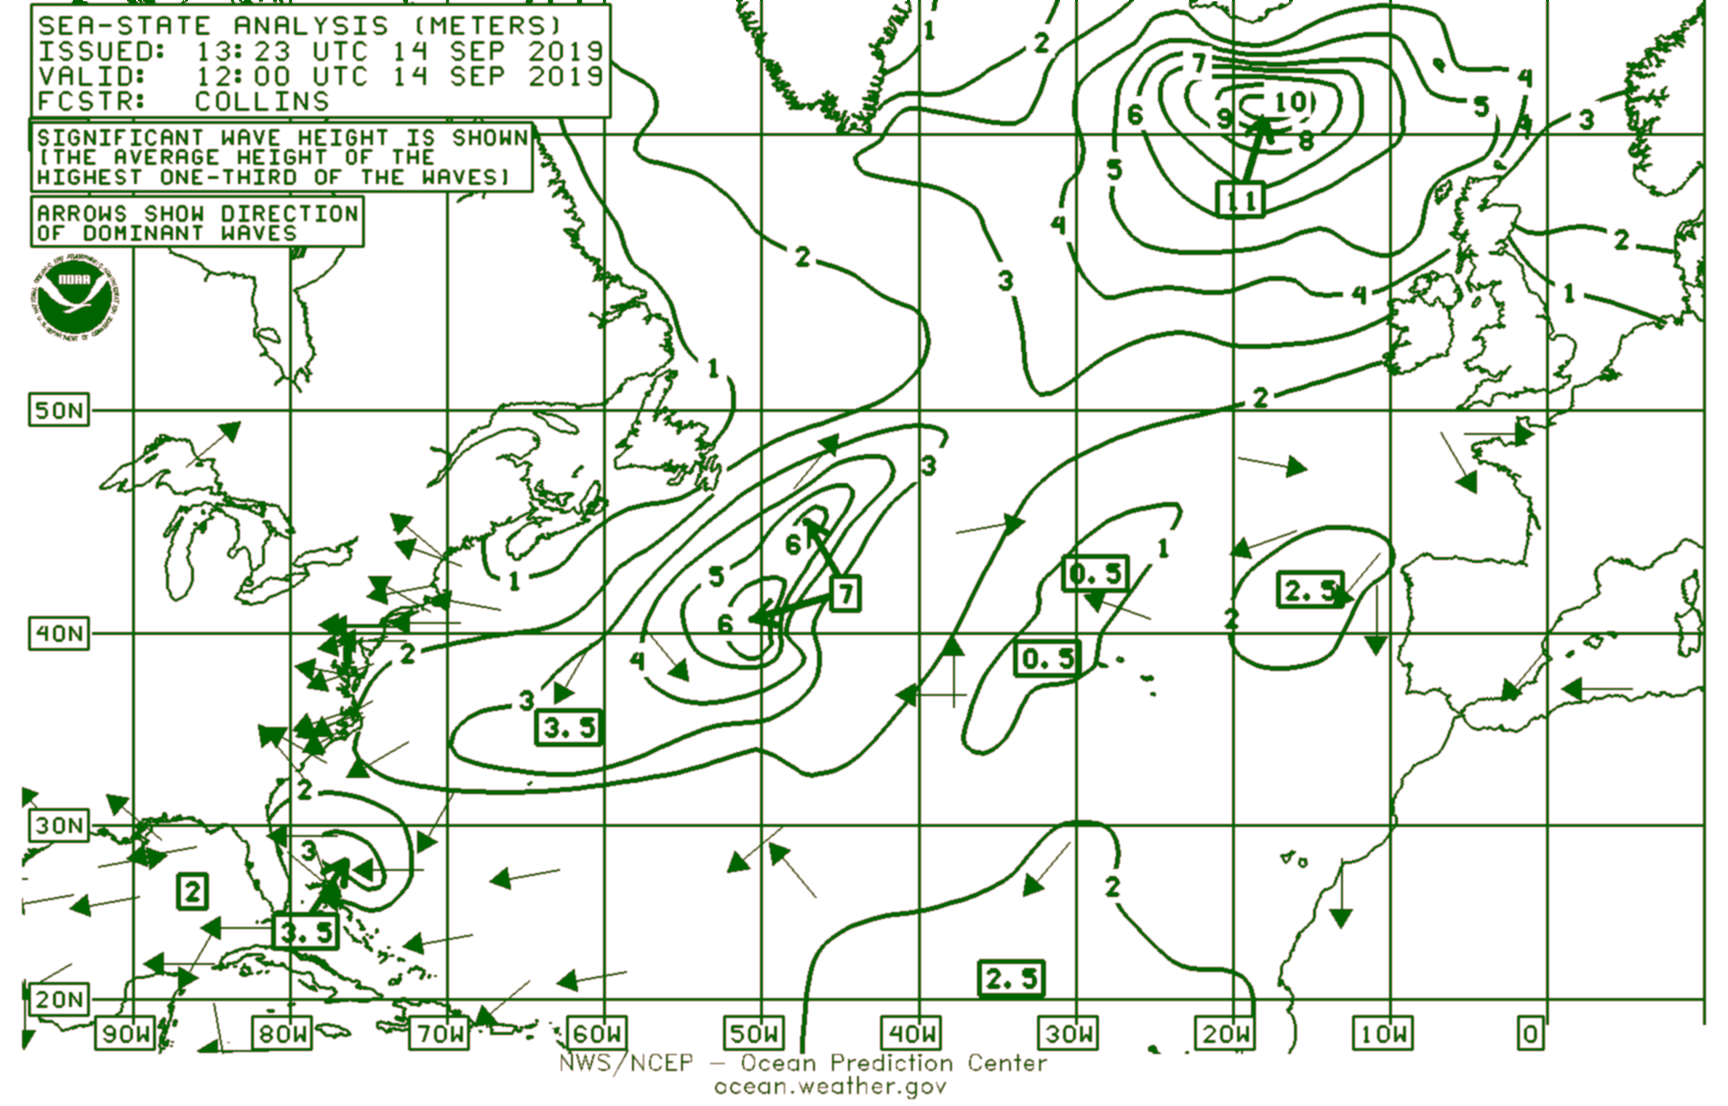 SEA-STATE ANALYSIS (METERS)
ISSUED: 13:23 UTC 14 SEP 2019
VALID: 12:00 UTC 14 SEP 2019
FCSTR: COLLINS
SIGNIFICANT WAVE HEIGHT IS SHOWN
(THE AVERAGE HEIGHT OF THE
HIGHEST ONE-THIRD OF THE WAVES)
ARROWS SHOW DIRECTION
OF DOMINANT WAVES
NOAA
1
2
7
10
4
5
6
9
3
4
8
5
11
4
2
2
3
4
1
1
2
50N
3
6
5
1
1
0.5
2.5
7
6
2
40N
2
4
0.5
3
3.5
2
30N
3
2
2
3.5
2.5
20N
90W
80W
70W
60W
50W
40W
30W
20W
10W
0
NWS/NCEP – Ocean Prediction Center
ocean.weather.gov